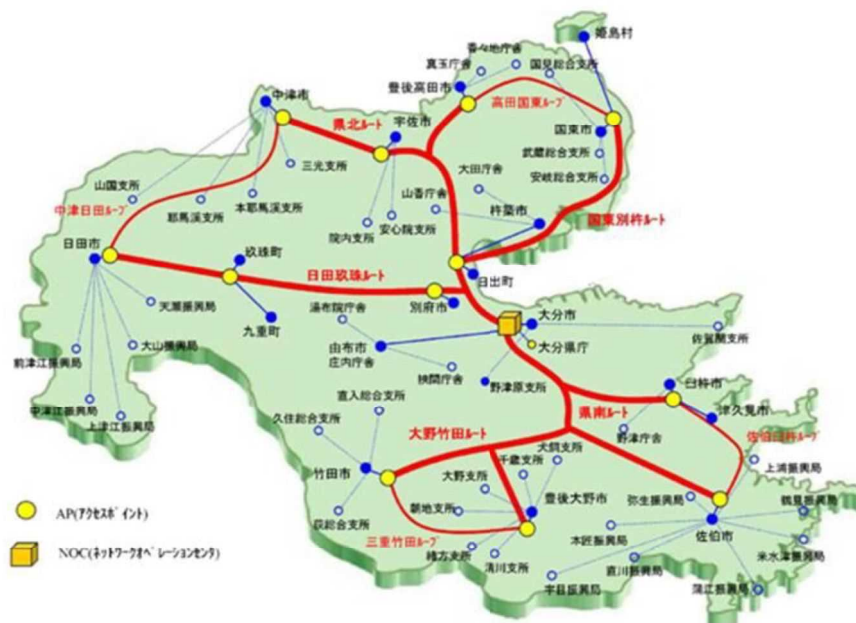 姫島村
香々地庁舎
真玉庁舎
国見総合支所
豊後高田市
高田国東ﾙｰﾌﾟ
中津市
県北ﾙｰﾄ
宇佐市
国東市
武蔵総合支所
安岐総合支所
三光支所
大田庁舎
山国支所
山香庁舎
中津日田ﾙｰﾌﾟ
耶馬溪支所
本耶馬溪支所
院内支所
安心院支所
杵築市
国東別杵ﾙｰﾄ
日田市
玖珠町
日田玖珠ﾙｰﾄ
日出町
別府市
天瀬振興局
九重町
湯布院庁舎
大分市
大分県庁
佐賀関支所
前津江振興局
大山振興局
由布市
庄内庁舎
挾間庁舎
野津原支所
臼杵市
中津江振興局
上津江振興局
直入総合支所
久住総合支所
県南ﾙｰﾄ
津久見市
大野竹田ﾙｰﾄ
野津庁舎
佐伯臼杵ﾙｰﾌﾟ
犬飼支所
千歳支所
竹田市
大野支所
上浦振興局
豊後大野市
弥生振興局
鶴見振興局
AP(ｱｸｾｽﾎﾟｲﾝﾄ)
荻総合支所
朝地支所
三重竹田ﾙｰﾌﾟ
緒方支所
清川支所
本匠振興局
佐伯市
米水津振興局
NOC(ﾈｯﾄﾜｰｸｵﾍﾟﾚｰｼｮﾝｾﾝﾀ)
宇目振興局
直川振興局
蒲江振興局